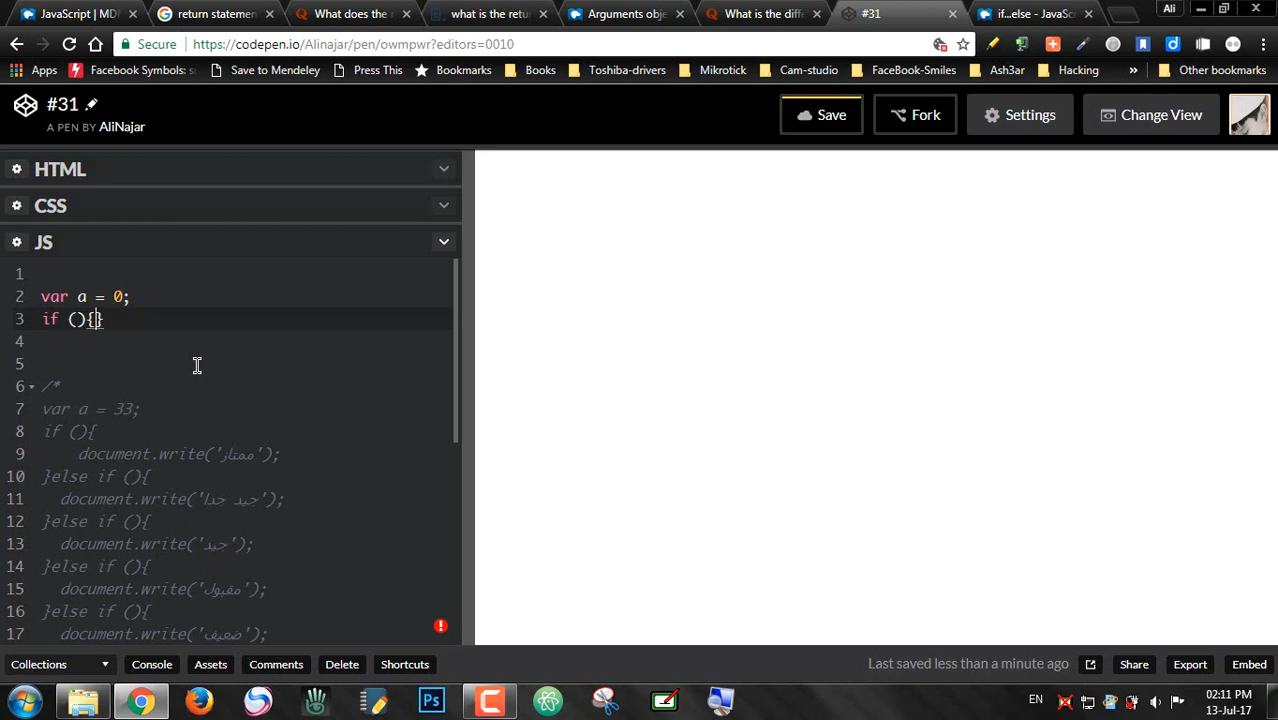 JavaScript | MDN
return statemen
What does the r
what is the retu
Arguments obje
What is the diff
#31
if...else - JavaSc
Ali
Secure https://codepen.io/Alinajar/pen/owmpwr?editors=0010
Apps Facebook Symbols: s Save to Mendeley Press This Bookmarks Books Toshiba-drivers Mikrotick Cam-studio FaceBook-Smiles Ash3ar Hacking » Other bookmarks
#31
A PEN BY AliNajar
Save Fork Settings Change View
HTML
CSS
JS
1
2 var a = 0;
3 if (){}
4
5
6 /*
7 var a = 33;
8 if (){
9 document.write('ممتاز');
10 }else if (){
11 document.write('جيد جدا');
12 }else if (){
13 document.write('جيد');
14 }else if (){
15 document.write('مقبول');
16 }else if (){
17 document.write('ضعيف');
Collections Console Assets Comments Delete Shortcuts Last saved less than a minute ago Share Export Embed
Ps
EN
02:11 PM
13-Jul-17